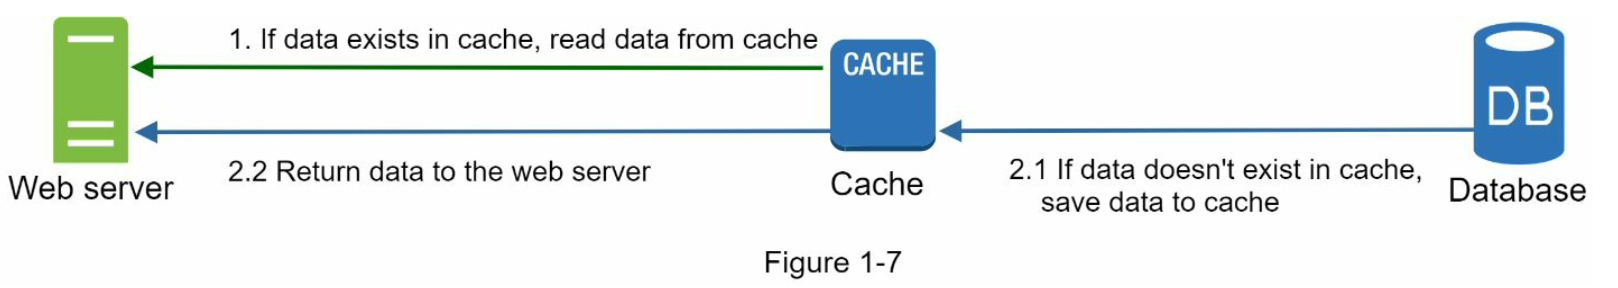 1. If data exists in cache, read data from cache
CACHE
DB
2.2 Return data to the web server
2.1 If data doesn't exist in cache,
save data to cache
Web server
Cache
Database
Figure 1-7